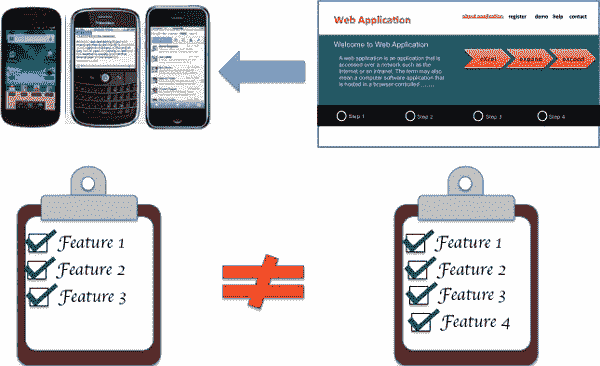 Web Application
about application register demo help contact
Welcome to Web Application
A web application is an application that is
accessed over a network such as the
Internet or an intranet. The term may also
mean a computer software application that
is hosted in a browser controlled ........
excel expand exceed
Step 1 Step 2 Step 3 Step 4
Feature 1
Feature 2
Feature 3
Feature 1
Feature 2
Feature 3
Feature 4